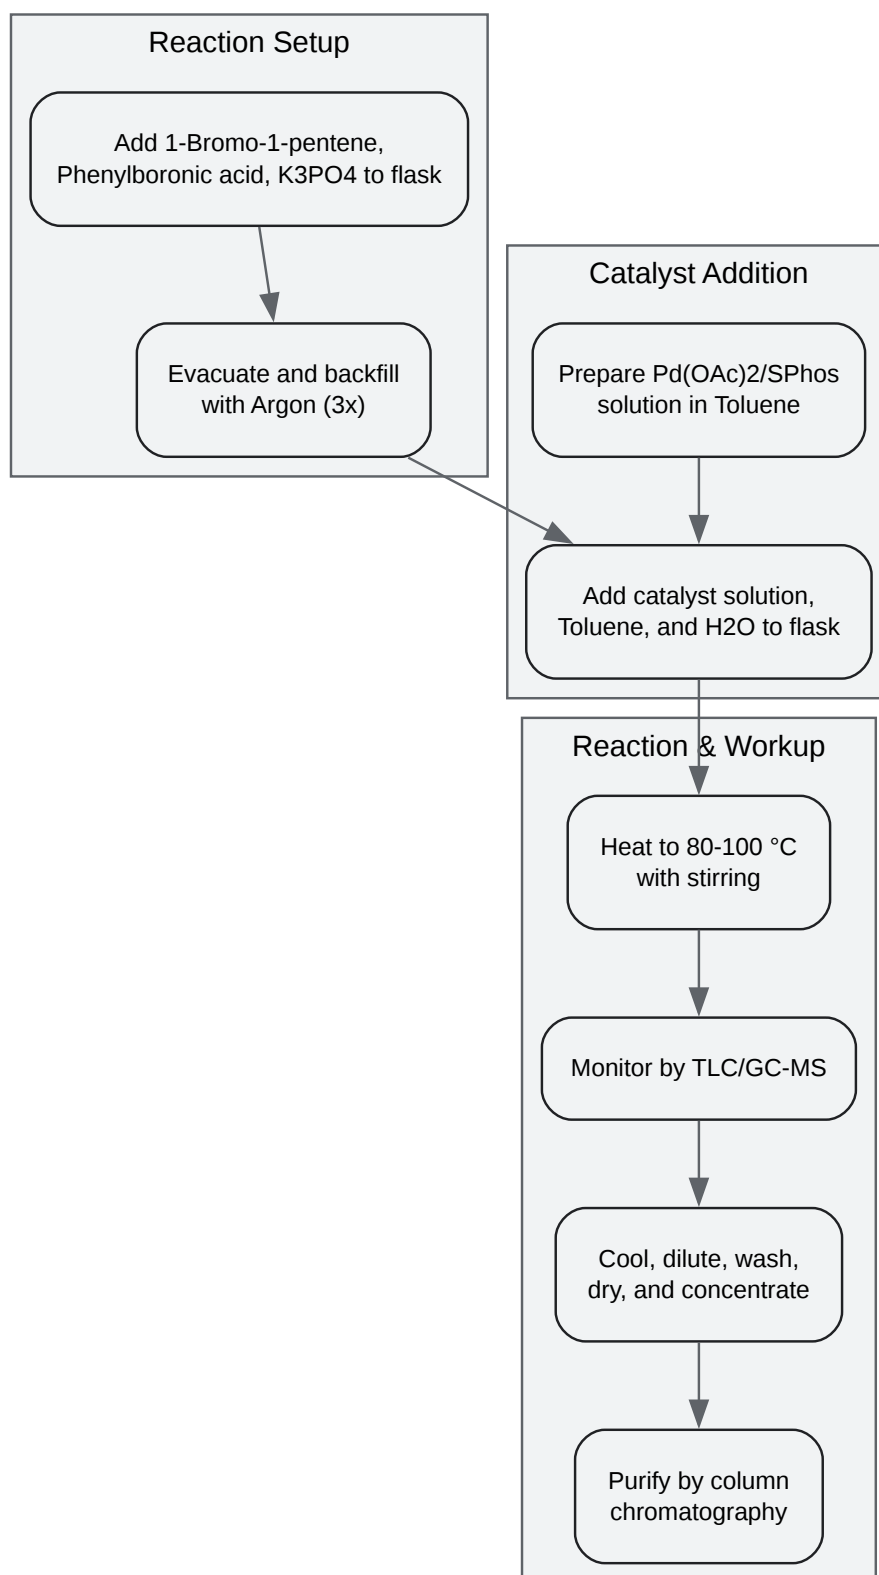 Reaction Setup
Add 1-Bromo-1-pentene,
Phenylboronic acid, K3PO4 to flask
Evacuate and backfill
with Argon (3x)
Catalyst Addition
Prepare Pd(OAc)2/SPhos
solution in Toluene
Add catalyst solution,
Toluene, and H2O to flask
Reaction & Workup
Heat to 80-100 °C
with stirring
Monitor by TLC/GC-MS
Cool, dilute, wash,
dry, and concentrate
Purify by column
chromatography